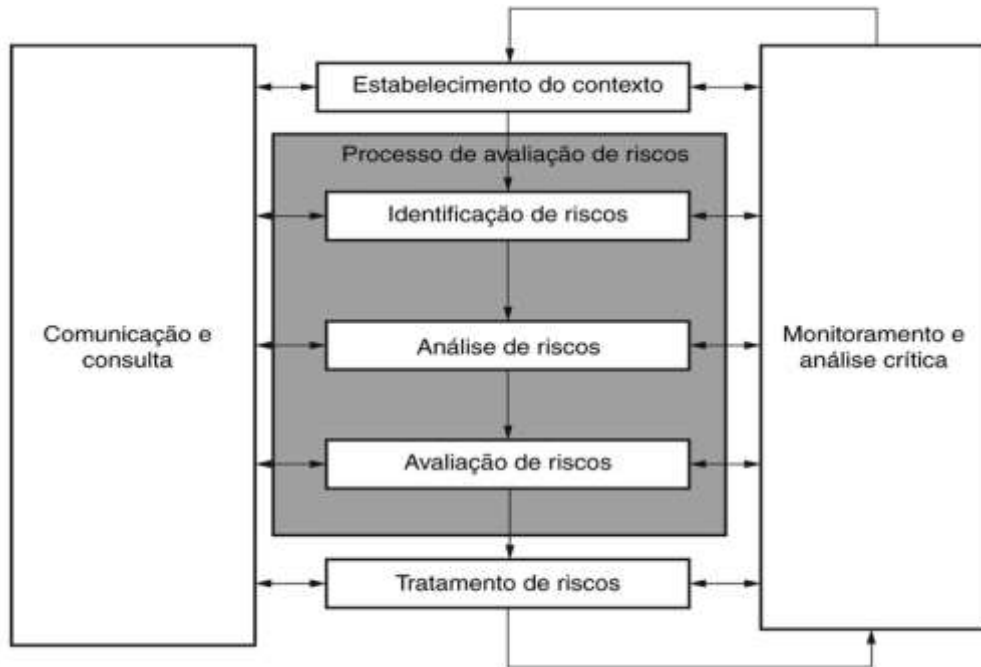 Estabelecimento do contexto
Processo de avaliação de riscos
Identificação de riscos
Comunicação e
consulta
Análise de riscos
Monitoramento e
análise crítica
Avaliação de riscos
Tratamento de riscos